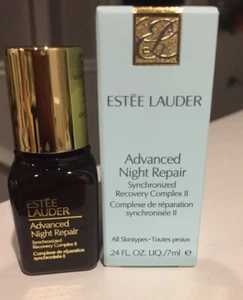 ESTĒE
LAUDER
Advanced
Night Repair
Synchronized
Recovery Complex II
Complexe de réparation
synchronisée II
ESTĒE LAUDER
Advanced
Night Repair
Synchronized
Recovery Complex II
Complexe de réparation
synchronisée II
All Skintypes • Toutes peaux
.24 FL. OZ. LIQ./7ml ℮